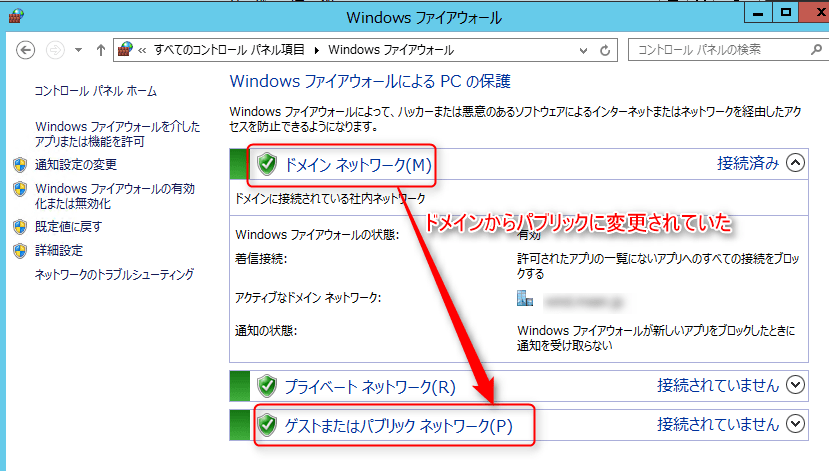 Windows ファイアウォール
« すべてのコントロール パネル項目 Windows ファイアウォール
コントロール パネルの検索
コントロール パネル ホーム
Windows ファイアウォールを介した
アプリまたは機能を許可
通知設定の変更
Windows ファイアウォールの有効
化または無効化
既定値に戻す
詳細設定
ネットワークのトラブルシューティング
Windows ファイアウォールによる PC の保護
Windows ファイアウォールによって、ハッカーまたは悪意のあるソフトウェアによるインターネットまたはネットワークを経由したアク
セスを防止できるようになります。
ドメイン ネットワーク(M) 接続済み
ドメインに接続されている社内ネットワーク
ドメインからパブリックに変更されていた
Windows ファイアウォールの状態: 有効
着信接続: 許可されたアプリの一覧にないアプリへのすべての接続をブロッ
クする
アクティブなドメイン ネットワーク:
通知の状態: Windows ファイアウォールが新しいアプリをブロックしたときに
通知を受け取らない
プライベート ネットワーク(R) 接続されていません
ゲストまたはパブリック ネットワーク(P) 接続されていません